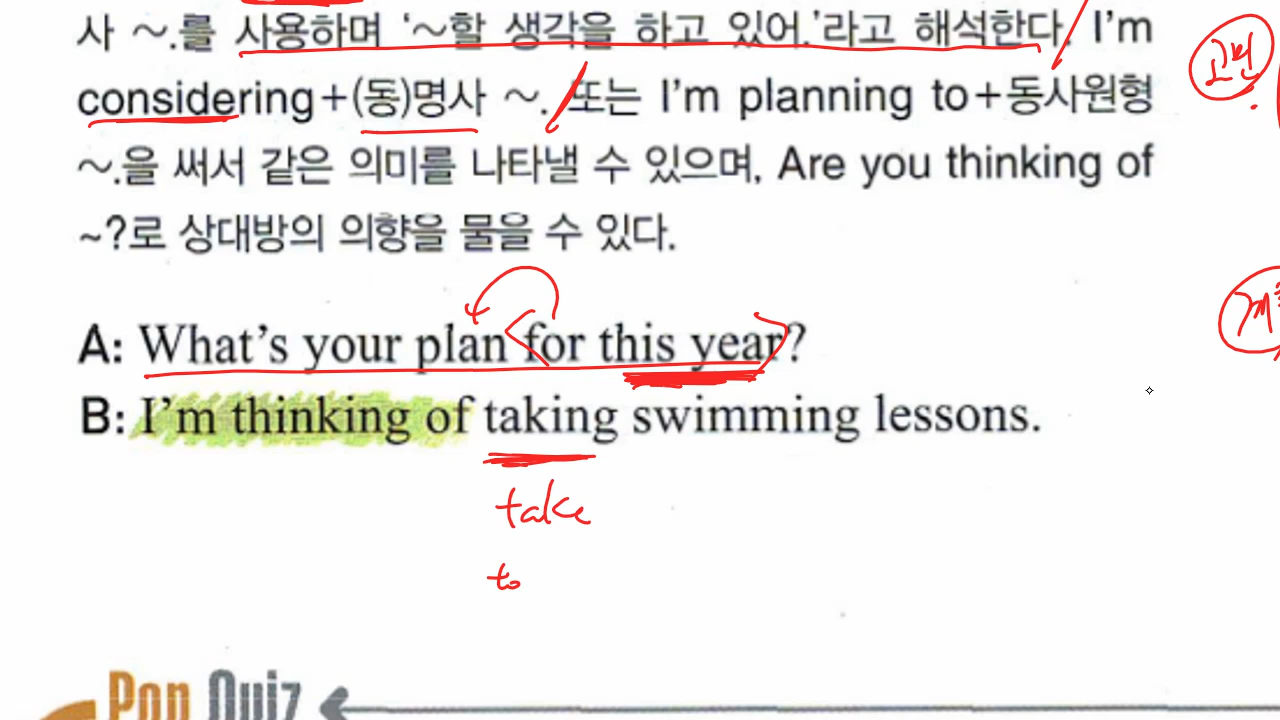 사 ~.를 사용하며 ‘~할 생각을 하고 있어.’라고 해석한다. I’m
considering+(동)명사 ~. 또는 I’m planning to+동사원형
~.을 써서 같은 의미를 나타낼 수 있으며, Are you thinking of
~?로 상대방의 의향을 물을 수 있다.
고민
A: What’s your plan for this year?
B: I’m thinking of taking swimming lessons.
take
to
Pop Quiz